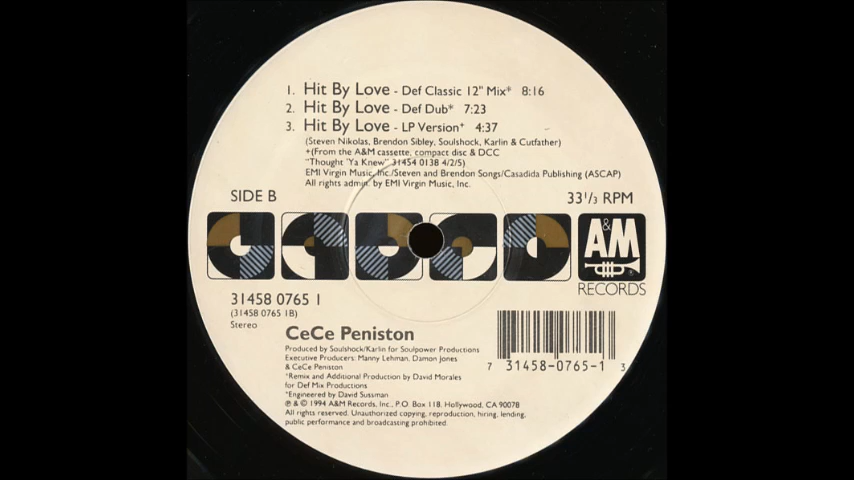 1. Hit By Love - Def Classic 12" Mix* 8:16
2. Hit By Love - Def Dub* 7:23
3. Hit By Love - LP Version+ 4:37
(Steven Nikolas, Brendon Sibley, Soulshock, Karlin & Cutfather)
+(From the A&M cassette, compact disc & DCC
"Thought 'Ya Knew" 31454 0138 4/2/5)
EMI Virgin Music, Inc./Steven and Brendon Songs/Casadida Publishing (ASCAP)
All rights admin. by EMI Virgin Music, Inc.
SIDE B
33 1/3 RPM
A&M
RECORDS
31458 0765 1
(31458 0765 1B)
Stereo
CeCe Peniston
Produced by Soulshock/Karlin for Soulpower Productions
Executive Producers: Manny Lehman, Damon Jones
& CeCe Peniston
*Remix and Additional Production by David Morales
for Def Mix Productions
*Engineered by David Sussman
℗ & © 1994 A&M Records, Inc., P.O. Box 118, Hollywood, CA 90078
All rights reserved. Unauthorized copying, reproduction, hiring, lending,
public performance and broadcasting prohibited.
7 31458-0765-1 3